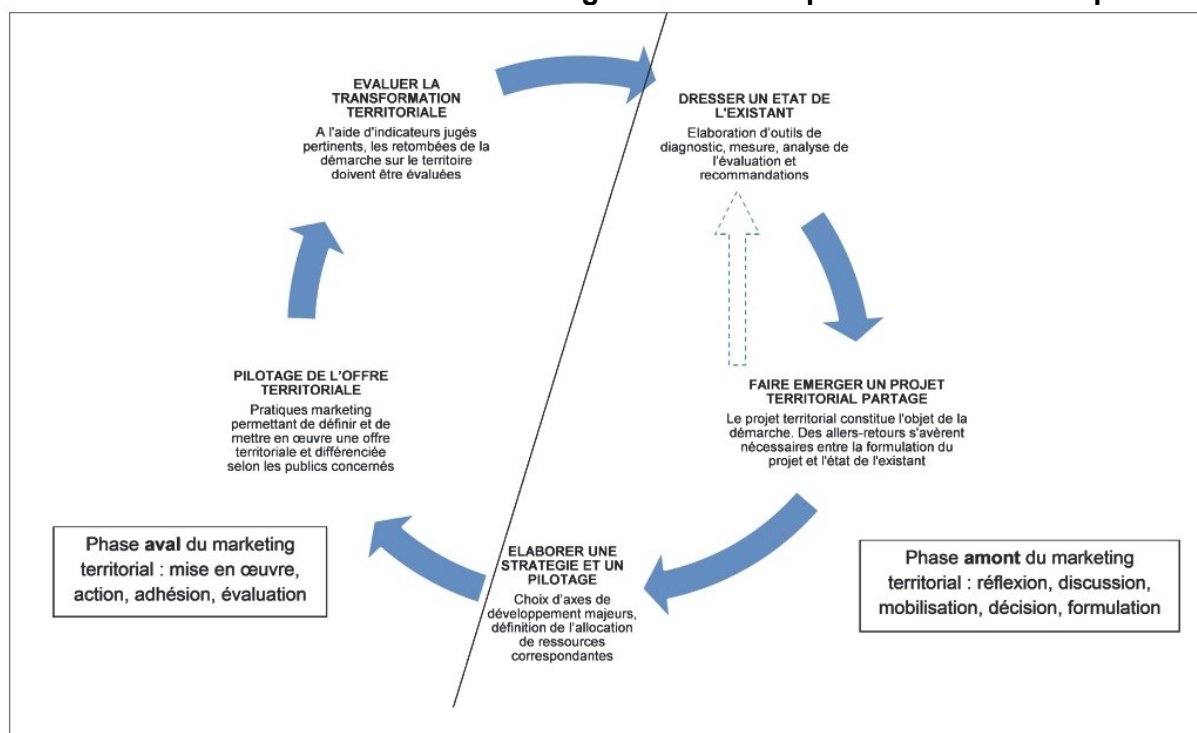 EVALUER LA
TRANSFORMATION
TERRITORIALE
A l'aide d'indicateurs jugés
pertinents, les retombées de la
démarche sur le territoire
doivent être évaluées
DRESSER UN ETAT DE
L'EXISTANT
Elaboration d'outils de
diagnostic, mesure, analyse de
l'évaluation et
recommandations
PILOTAGE DE L'OFFRE
TERRITORIALE
Pratiques marketing
permettant de définir et de
mettre en œuvre une offre
territoriale et différenciée
selon les publics concernés
FAIRE EMERGER UN PROJET
TERRITORIAL PARTAGE
Le projet territorial constitue l'objet de la
démarche. Des allers-retours s'avèrent
nécessaires entre la formulation du
projet et l'état de l'existant
Phase aval du marketing
territorial : mise en œuvre,
action, adhésion, évaluation
ELABORER UNE
STRATEGIE ET UN
PILOTAGE
Choix d'axes de
développement majeurs,
définition de l'allocation
de ressources
correspondantes
Phase amont du marketing
territorial : réflexion, discussion,
mobilisation, décision, formulation